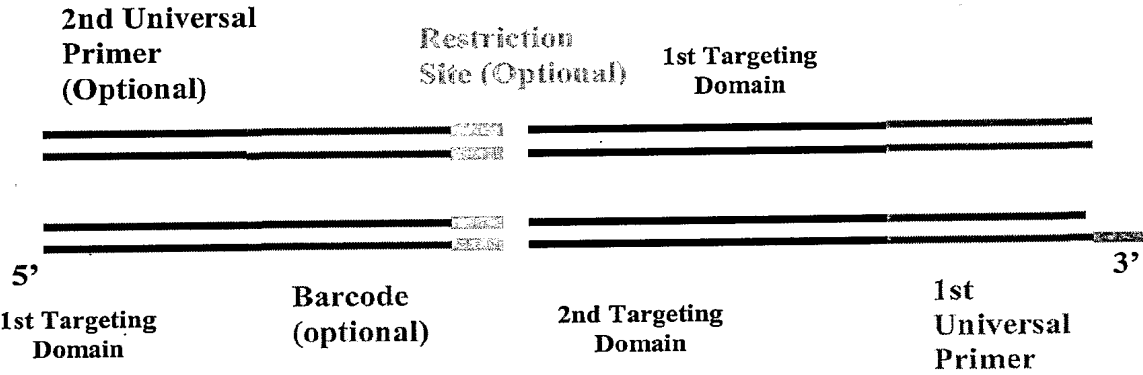 2nd Universal
Primer
(Optional)
Restriction
Site (Optional)
1st Targeting
Domain
5’
3’
1st Targeting
Domain
Barcode
(optional)
2nd Targeting
Domain
1st
Universal
Primer